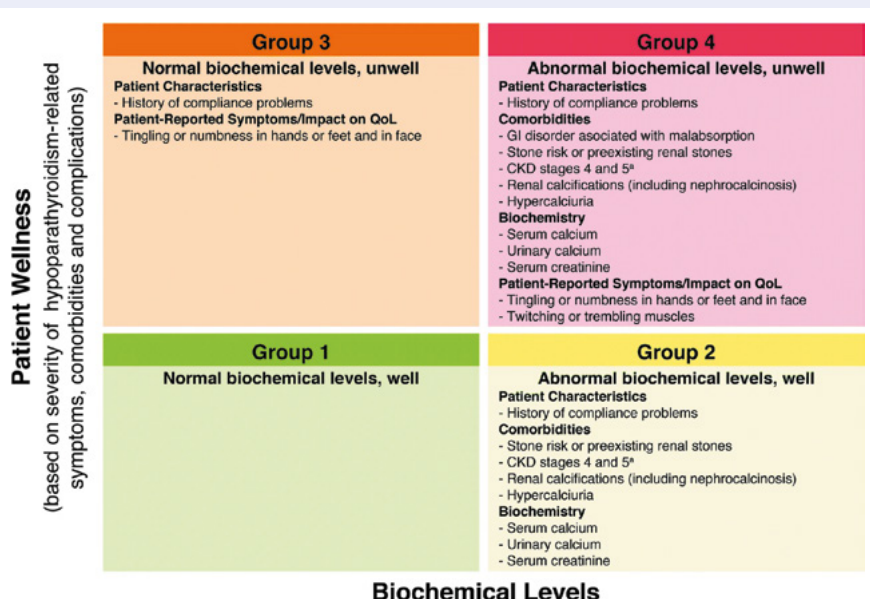 Group 3
Normal biochemical levels, unwell
Patient Characteristics
- History of compliance problems
Patient-Reported Symptoms/Impact on QoL
- Tingling or numbness in hands or feet and in face
Group 4
Abnormal biochemical levels, unwell
Patient Characteristics
- History of compliance problems
Comorbidities
- GI disorder asociated with malabsorption
- Stone risk or preexisting renal stones
- CKD stages 4 and 5ª
- Renal calcifications (including nephrocalcinosis)
- Hypercalciuria
Biochemistry
- Serum calcium
- Urinary calcium
- Serum creatinine
Patient-Reported Symptoms/Impact on QoL
- Tingling or numbness in hands or feet and in face
- Twitching or trembling muscles
Group 1
Normal biochemical levels, well
Group 2
Abnormal biochemical levels, well
Patient Characteristics
- History of compliance problems
Comorbidities
- Stone risk or preexisting renal stones
- CKD stages 4 and 5ª
- Renal calcifications (including nephrocalcinosis)
- Hypercalciuria
Biochemistry
- Serum calcium
- Urinary calcium
- Serum creatinine
Patient Wellness
(based on severity of hypoparathyroidism-related
symptoms, comorbidities and complications)
Biochemical Levels